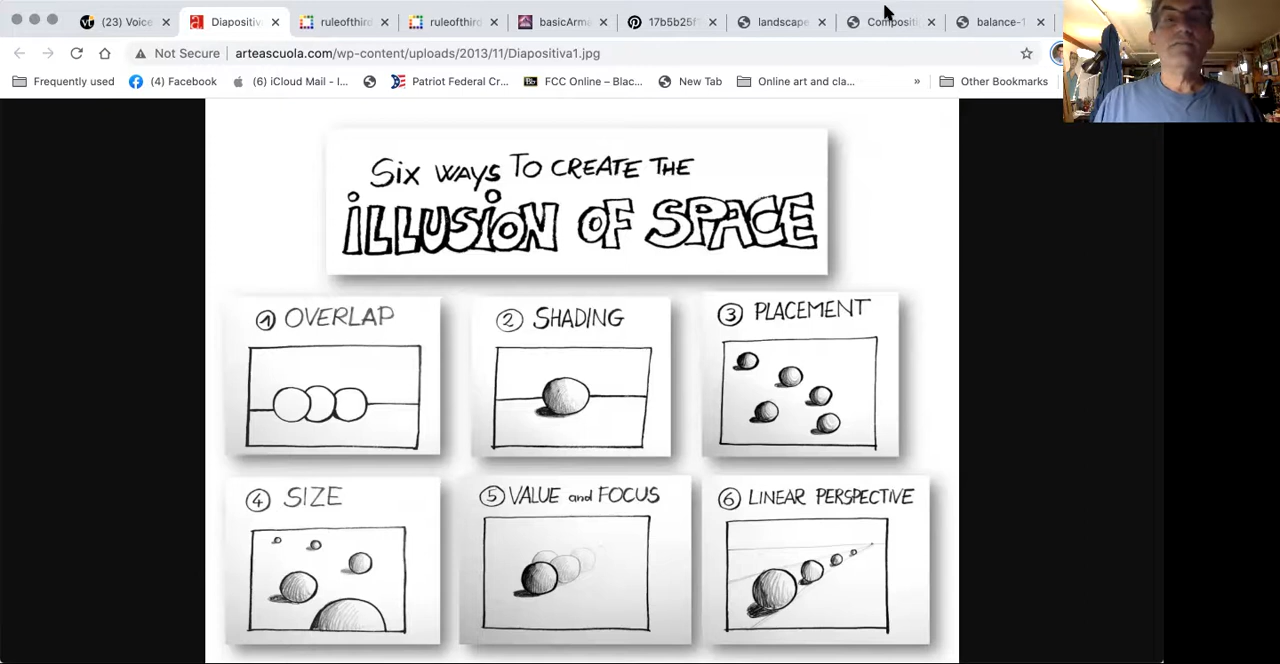 (23) Voice
Diapositiv
ruleofthird
ruleofthird
basicArma
17b5b25f
landscape
Compositi
balance-1
Not Secure
arteascuola.com/wp-content/uploads/2013/11/Diapositiva1.jpg
Frequently used
(4) Facebook
(6) iCloud Mail - I...
Patriot Federal Cr...
FCC Online – Blac...
New Tab
Online art and cla...
»
Other Bookmarks
Six WAYS TO CREATE THE
iLLUSiON OF SPACE
1 OVERLAP
2 SHADING
3 PLACEMENT
4 SIZE
5 VALUE and FOCUS
6 LINEAR PERSPECTIVE